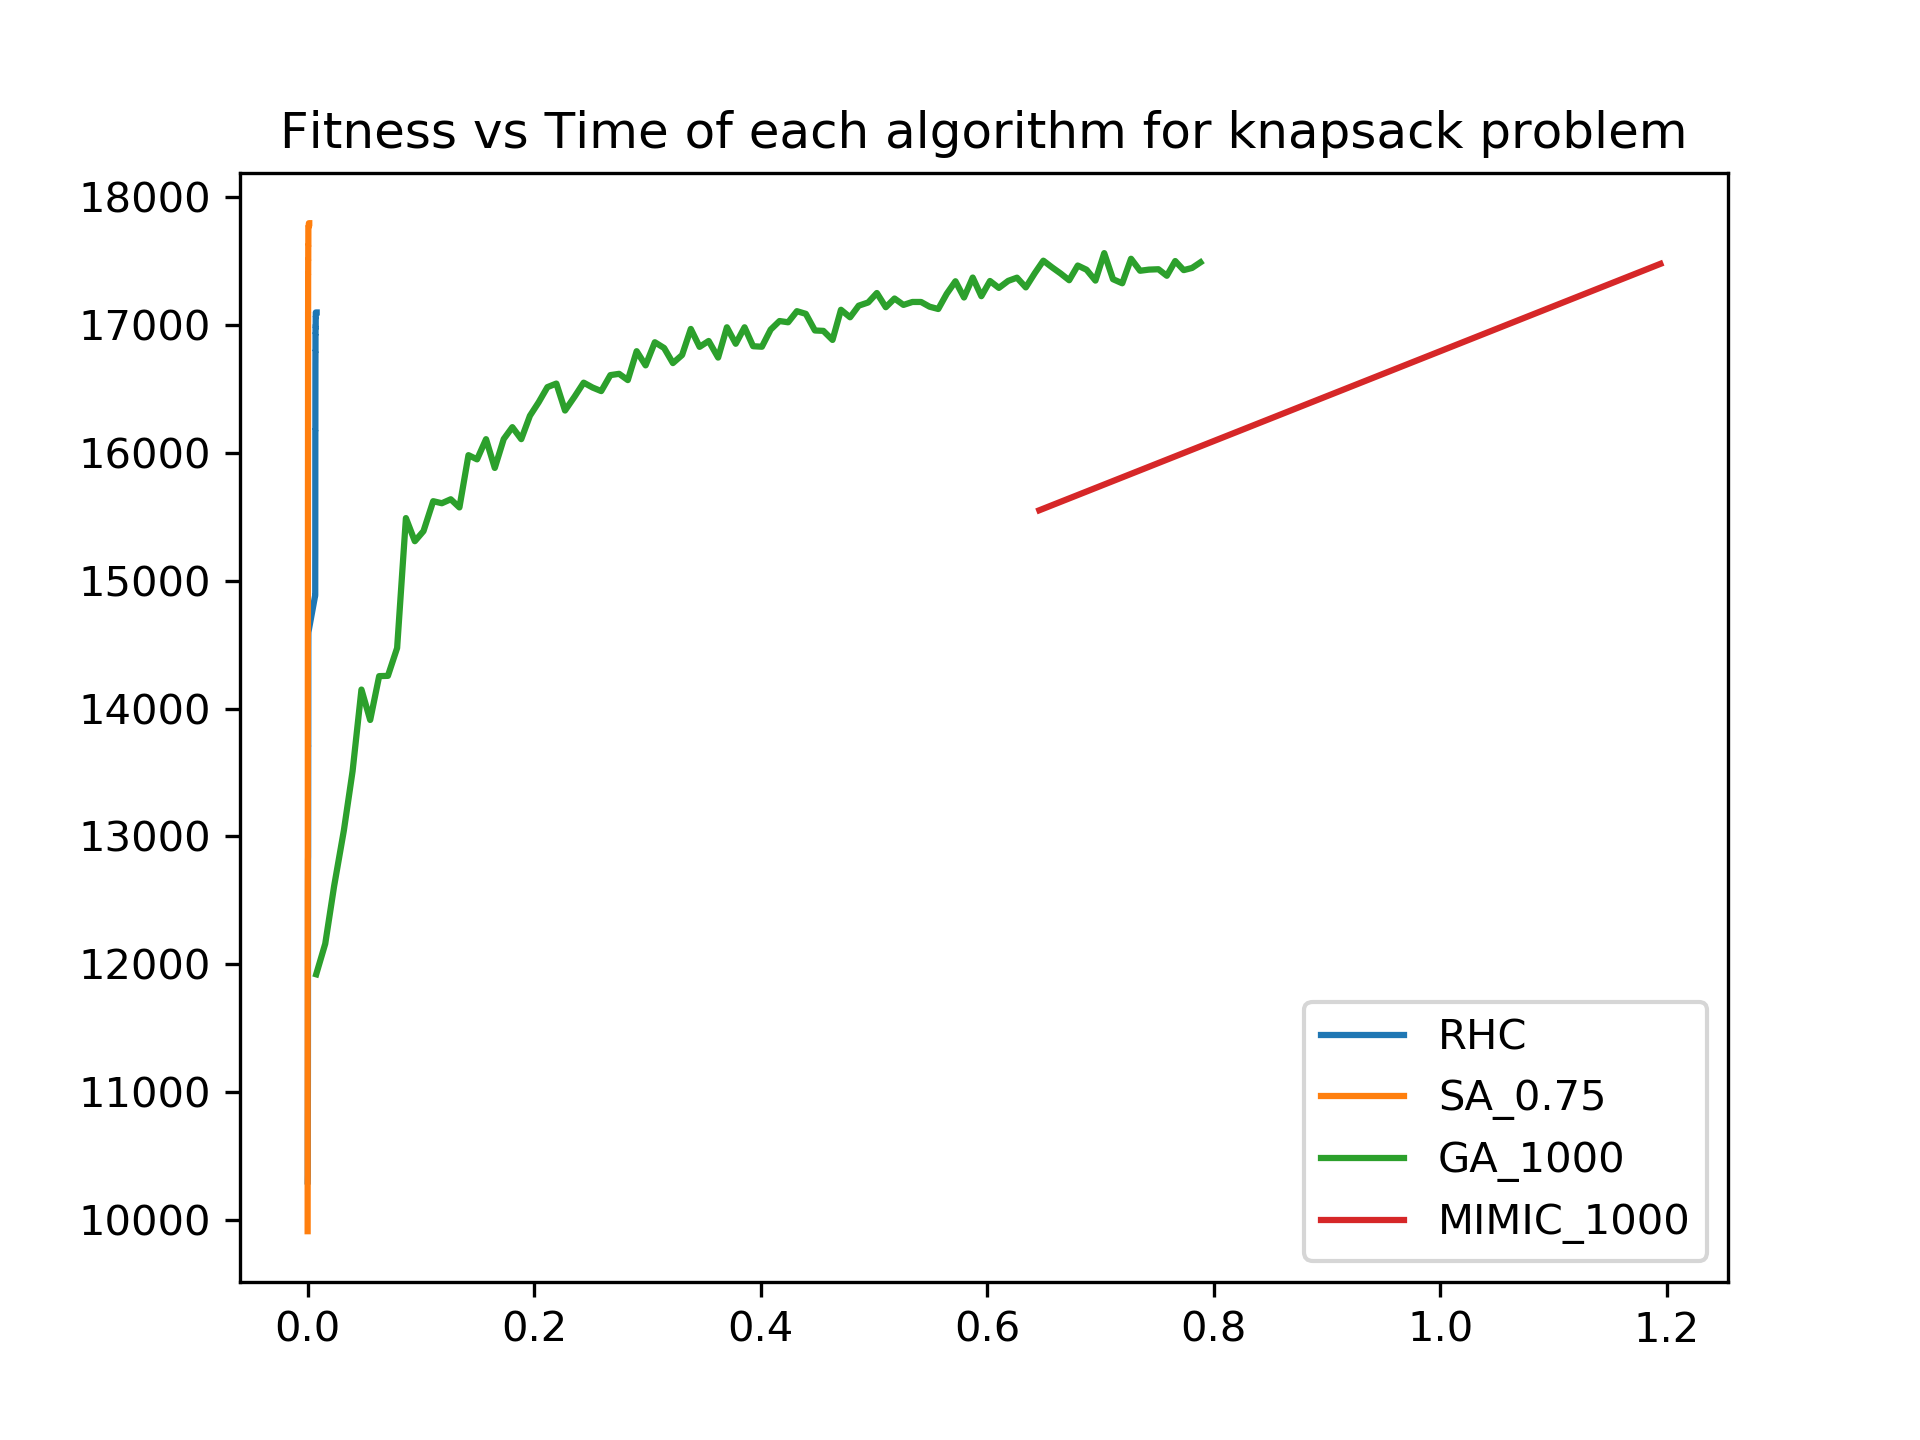 Fitness vs Time of each algorithm for knapsack problem
18000
17000
16000
15000
14000
13000
12000
11000
10000
RHC
SA_0.75
GA_1000
MIMIC_1000
0.0 0.2 0.4 0.6 0.8 1.0 1.2